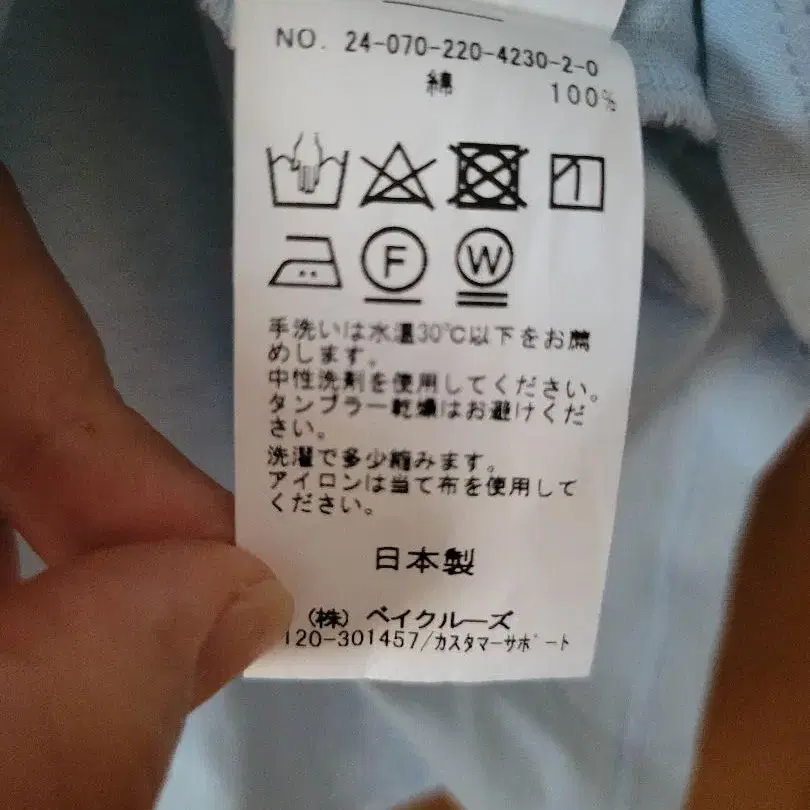 NO. 24-070-220-4230-2-0
綿 100%
F W
手洗いは水温30℃以下をお薦
めします。
中性洗剤を使用してください。
タンブラー乾燥はお避けくだ
さい。
洗濯で多少縮みます。
アイロンは当て布を使用して
ください。
日本製
(株) ベイクルーズ
120-301457/カスタマーサポート